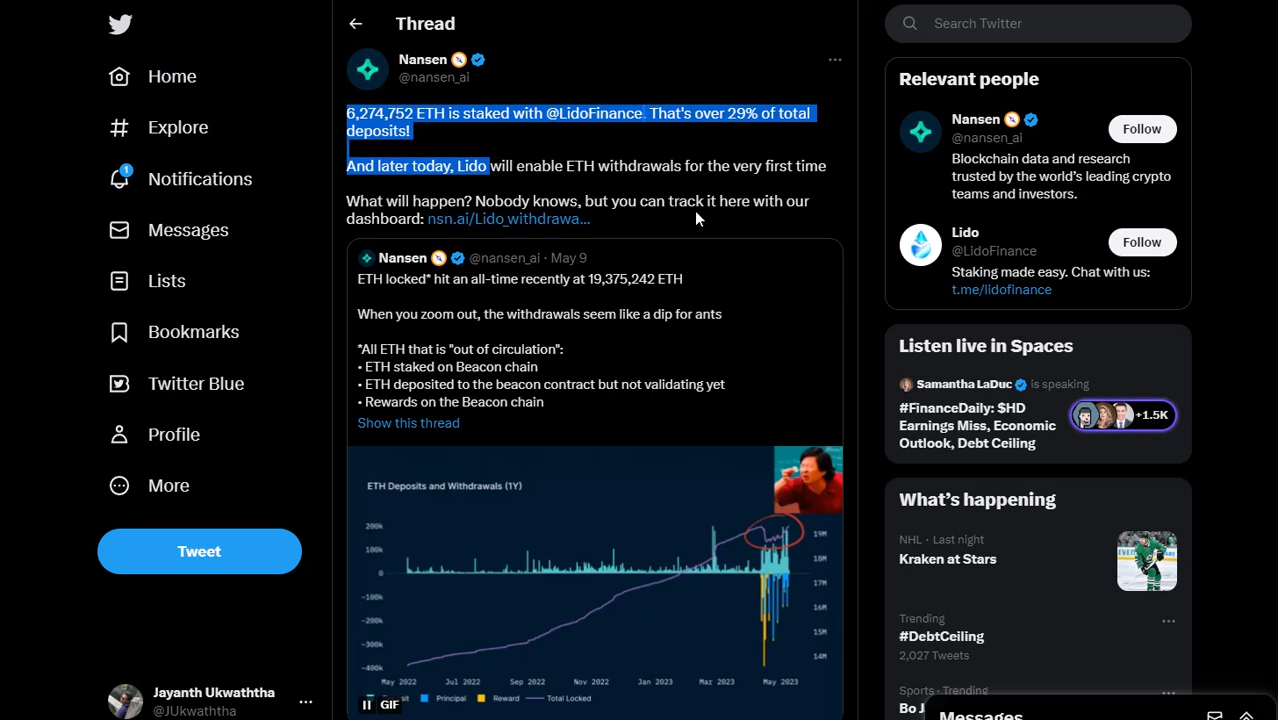 Home
Explore
1
Notifications
Messages
Lists
Bookmarks
Twitter Blue
Profile
More
Tweet
Jayanth Ukwaththa
@JUkwaththa
Thread
Nansen
@nansen_ai
6,274,752 ETH is staked with @LidoFinance. That's over 29% of total
deposits!
And later today, Lido will enable ETH withdrawals for the very first time
What will happen? Nobody knows, but you can track it here with our
dashboard: nsn.ai/Lido_withdrawa...
Nansen @nansen_ai · May 9
ETH locked* hit an all-time recently at 19,375,242 ETH
When you zoom out, the withdrawals seem like a dip for ants
*All ETH that is "out of circulation":
• ETH staked on Beacon chain
• ETH deposited to the beacon contract but not validating yet
• Rewards on the Beacon chain
Show this thread
ETH Deposits and Withdrawals (1Y)
200k
100k
0
-100k
-200k
-300k
-400k
19M
18M
17M
16M
15M
14M
May 2022 Jul 2022 Sep 2022 Nov 2022 Jan 2023 Mar 2023 May 2023
Principal Reward Total Locked
GIF
Search Twitter
Relevant people
Nansen
@nansen_ai
Follow
Blockchain data and research
trusted by the world's leading crypto
teams and investors.
Lido
@LidoFinance
Follow
Staking made easy. Chat with us:
t.me/lidofinance
Listen live in Spaces
Samantha LaDuc is speaking
#FinanceDaily: $HD
Earnings Miss, Economic
Outlook, Debt Ceiling
+1.5K
What's happening
NHL · Last night
Kraken at Stars
Trending
#DebtCeiling
2,027 Tweets
Sports · Trending
Bo J
Messages